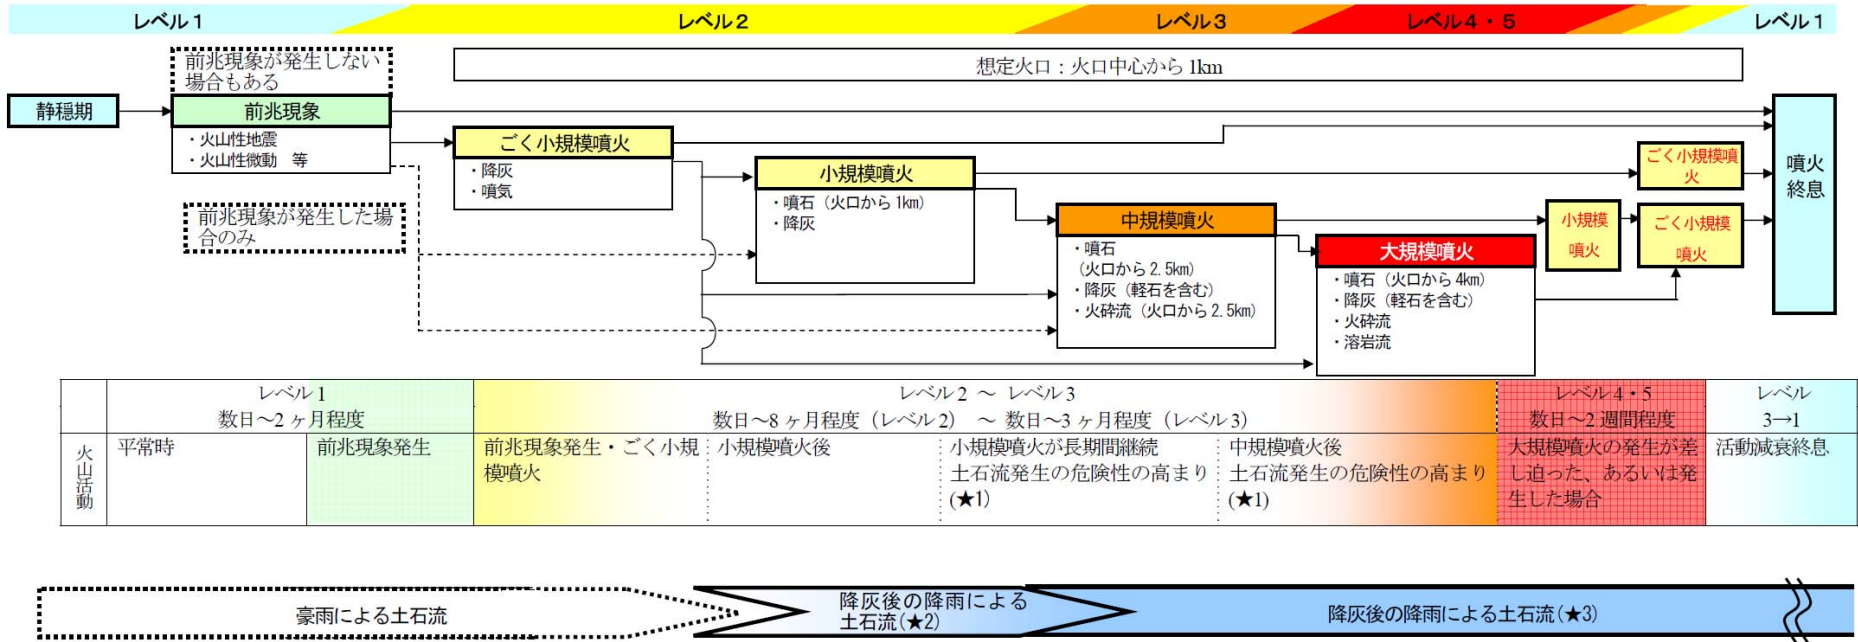 レベル1
レベル2
レベル3
レベル4・5
レベル1
前兆現象が発生しない
場合もある
想定火口：火口中心から1km
静穏期
前兆現象
・火山性地震
・火山性微動　等
ごく小規模噴火
・降灰
・噴気
前兆現象が発生した場
合のみ
小規模噴火
・噴石（火口から1km）
・降灰
中規模噴火
・噴石
（火口から2.5km）
・降灰（軽石を含む）
・火砕流（火口から2.5km）
大規模噴火
・噴石（火口から4km）
・降灰（軽石を含む）
・火砕流
・溶岩流
小規模
噴火
ごく小規模噴
火
ごく小規模
噴火
噴火
終息
レベル1
数日～2ヶ月程度
レベル2 ～ レベル3
数日～8ヶ月程度（レベル2） ～ 数日～3ヶ月程度（レベル3）
レベル4・5
数日～2週間程度
レベル
3→1
火山活動
平常時
前兆現象発生
前兆現象発生・ごく小規
模噴火
小規模噴火後
小規模噴火が長期間継続
土石流発生の危険性の高まり
(★1)
中規模噴火後
土石流発生の危険性の高まり
(★1)
大規模噴火の発生が差
し迫った、あるいは発
生した場合
活動減衰終息、
豪雨による土石流
降灰後の降雨による
土石流(★2)
降灰後の降雨による土石流(★3)